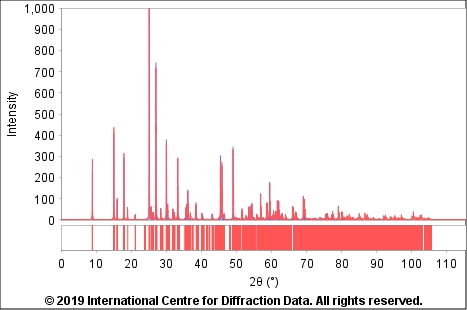 1,000
900
800
700
600
500
400
300
200
100
0
Intensity
0 10 20 30 40 50 60 70 80 90 100 110
2θ (°)
© 2019 International Centre for Diffraction Data. All rights reserved.